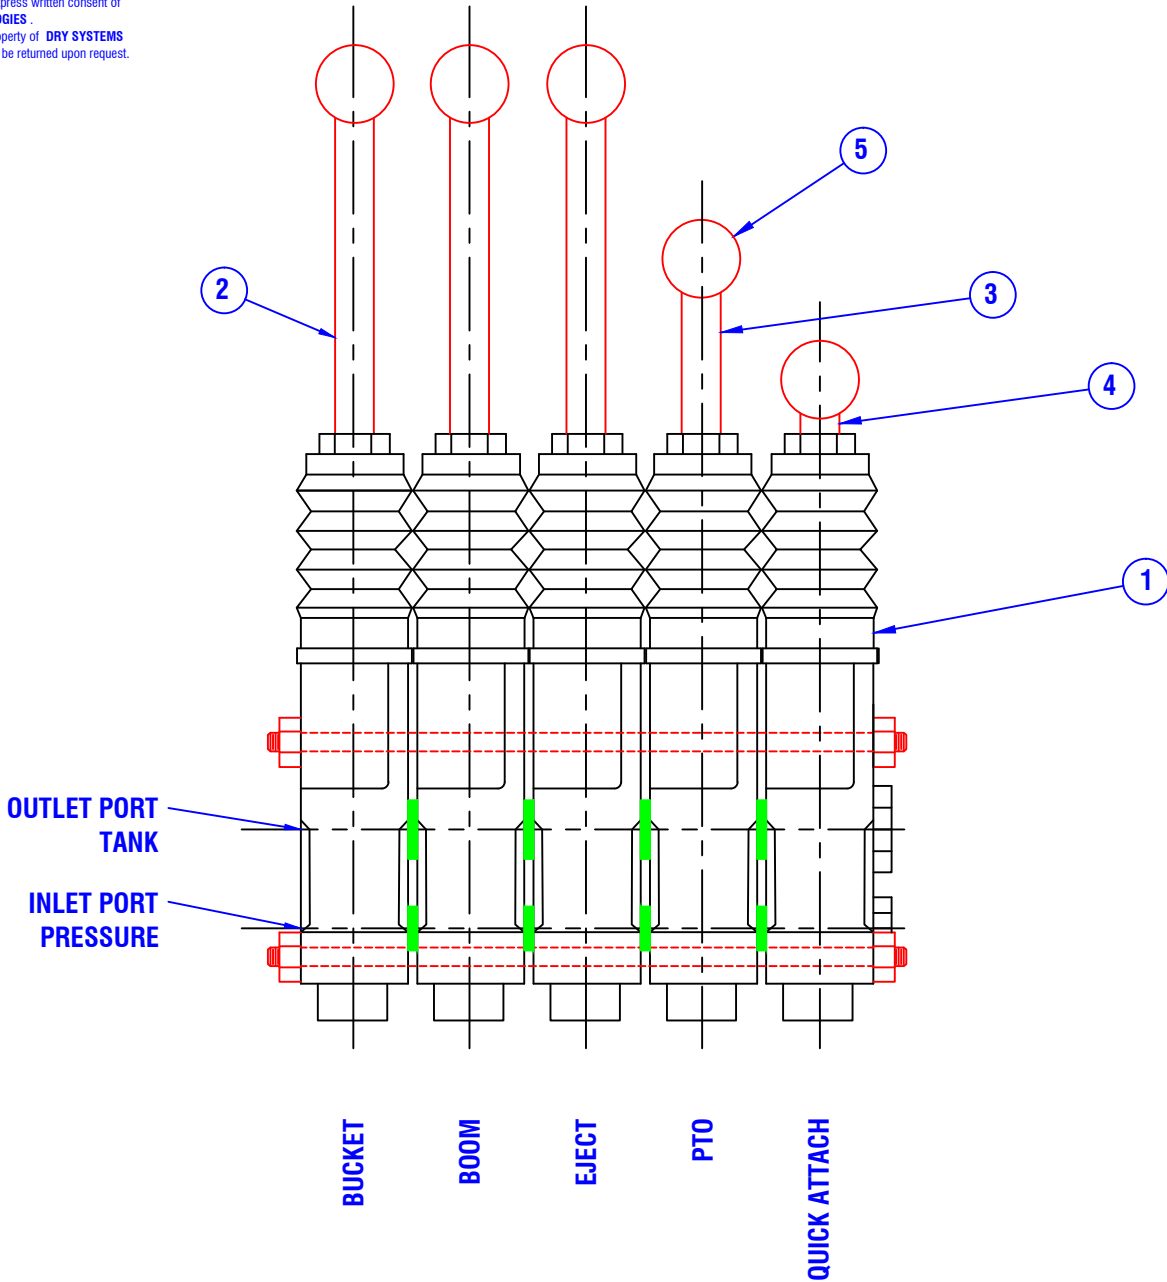 press written consent of
OGIES .
operty of DRY SYSTEMS
be returned upon request.
5
2
3
4
1
OUTLET PORT
TANK
INLET PORT
PRESSURE
BUCKET
BOOM
EJECT
PTO
QUICK ATTACH